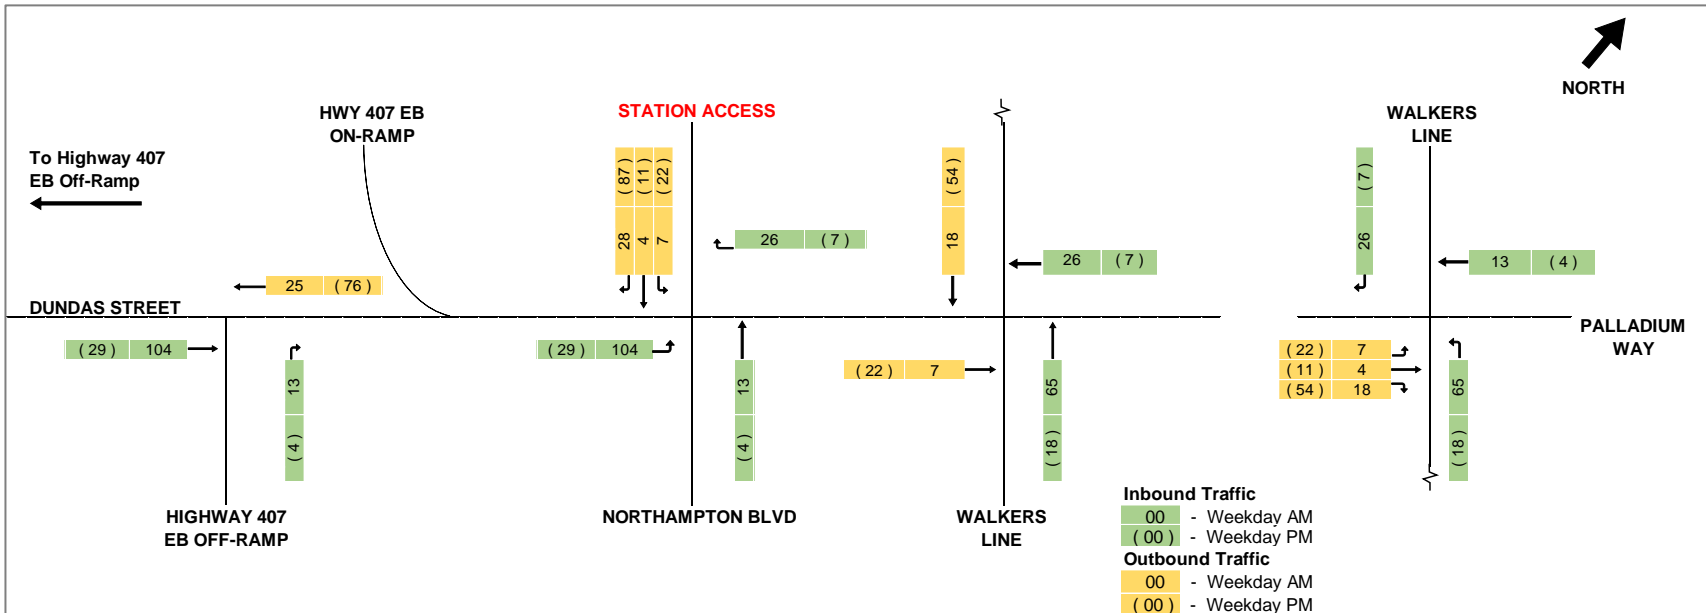 NORTH
HWY 407 EB
ON-RAMP
STATION ACCESS
WALKERS
LINE
To Highway 407
EB Off-Ramp
( 87 ) 28
( 11 ) 4
( 22 ) 7
( 54 ) 18
( 7 ) 26
26 ( 7 )
26 ( 7 )
13 ( 4 )
25 ( 76 )
DUNDAS STREET
PALLADIUM
WAY
( 29 ) 104
13 ( 4 )
( 29 ) 104
13 ( 4 )
( 22 ) 7
65 ( 18 )
( 22 ) 7
( 11 ) 4
( 54 ) 18
65 ( 18 )
HIGHWAY 407
EB OFF-RAMP
NORTHAMPTON BLVD
WALKERS
LINE
Inbound Traffic
00 - Weekday AM
( 00 ) - Weekday PM
Outbound Traffic
00 - Weekday AM
( 00 ) - Weekday PM